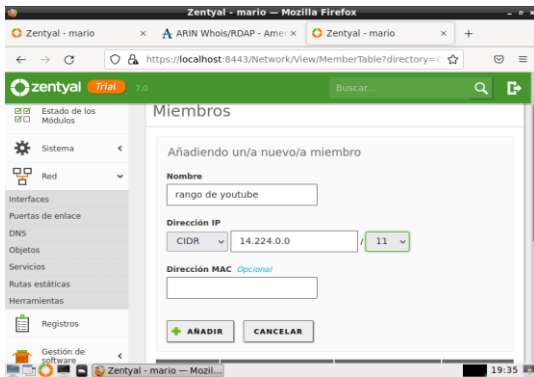 Zentyal - mario — Mozilla Firefox
Zentyal - mario × ARIN Whois/RDAP - Amer × Zentyal - mario × +
https://localhost:8443/Network/View/MemberTable?directory=
zentyal Trial 7.0 Buscar...
Estado de los
Módulos
Sistema
Red
Interfaces
Puertas de enlace
DNS
Objetos
Servicios
Rutas estáticas
Herramientas
Registros
Gestión de
software
Miembros
Añadiendo un/a nuevo/a miembro
Nombre
rango de youtube
Dirección IP
CIDR 14.224.0.0 / 11
Dirección MAC Opcional
+ AÑADIR CANCELAR
Zentyal - mario — Mozil... 19:35